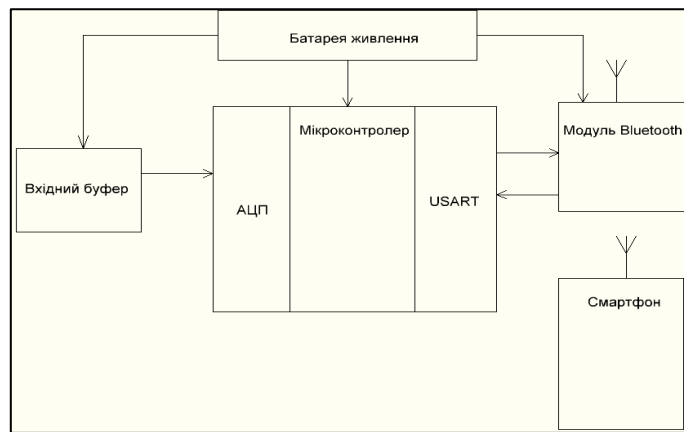 Батарея живлення
Мікроконтролер
Модуль Bluetooth
Вхідний буфер
АЦП
USART
Смартфон